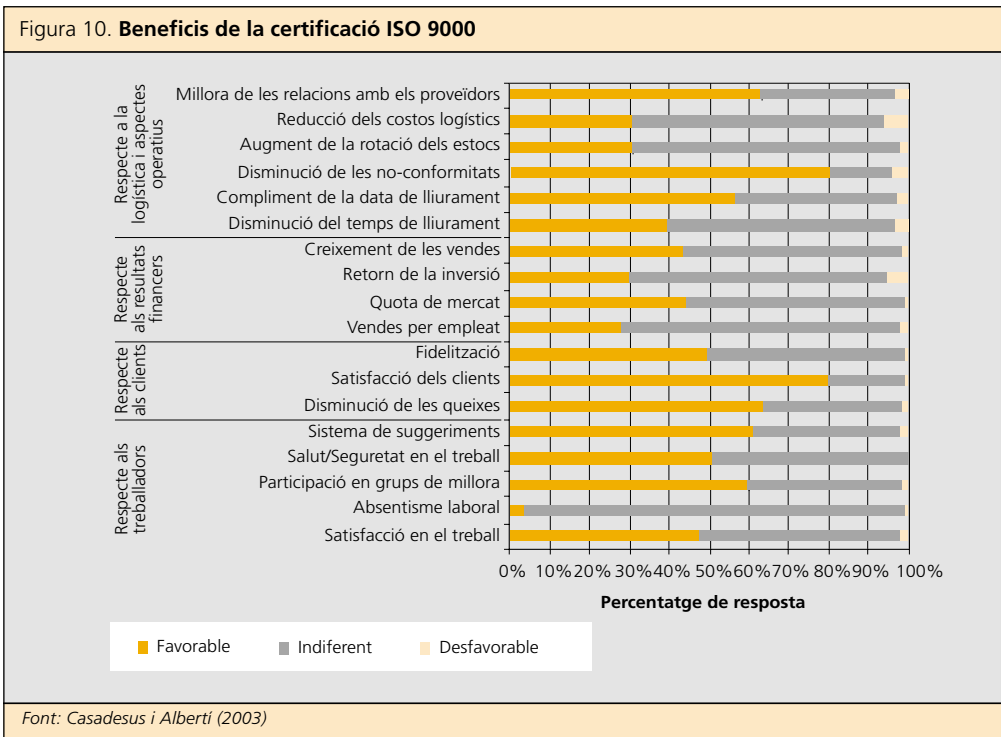 Figura 10. Beneficis de la certificació ISO 9000
Respecte a la
logística i aspectes
operatius
Millora de les relacions amb els proveïdors
Reducció dels costos logístics
Augment de la rotació dels estocs
Disminució de les no-conformitats
Compliment de la data de lliurament
Disminució del temps de lliurament
Respecte
als resultats
financers
Creixement de les vendes
Retorn de la inversió
Quota de mercat
Vendes per empleat
Respecte
als clients
Fidelització
Satisfacció dels clients
Disminució de les queixes
Respecte als
treballadors
Sistema de suggeriments
Salut/Seguretat en el treball
Participació en grups de millora
Absentisme laboral
Satisfacció en el treball
0% 10% 20% 30% 40% 50% 60% 70% 80% 90% 100%
Percentatge de resposta
Favorable Indiferent Desfavorable
Font: Casadesus i Albertí (2003)